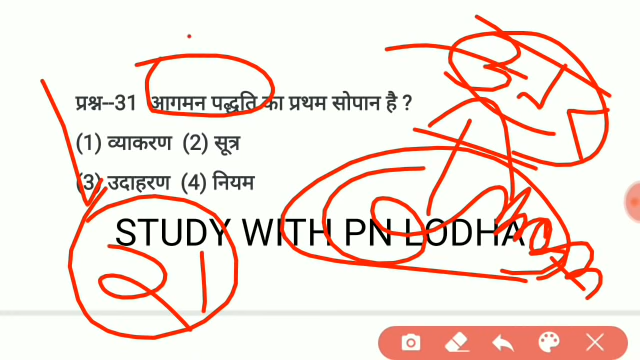 प्रश्न--31 आगमन पद्धति का प्रथम सोपान है ?
(1) व्याकरण (2) सूत्र
(3) उदाहरण (4) नियम
STUDY WITH PN LODHA